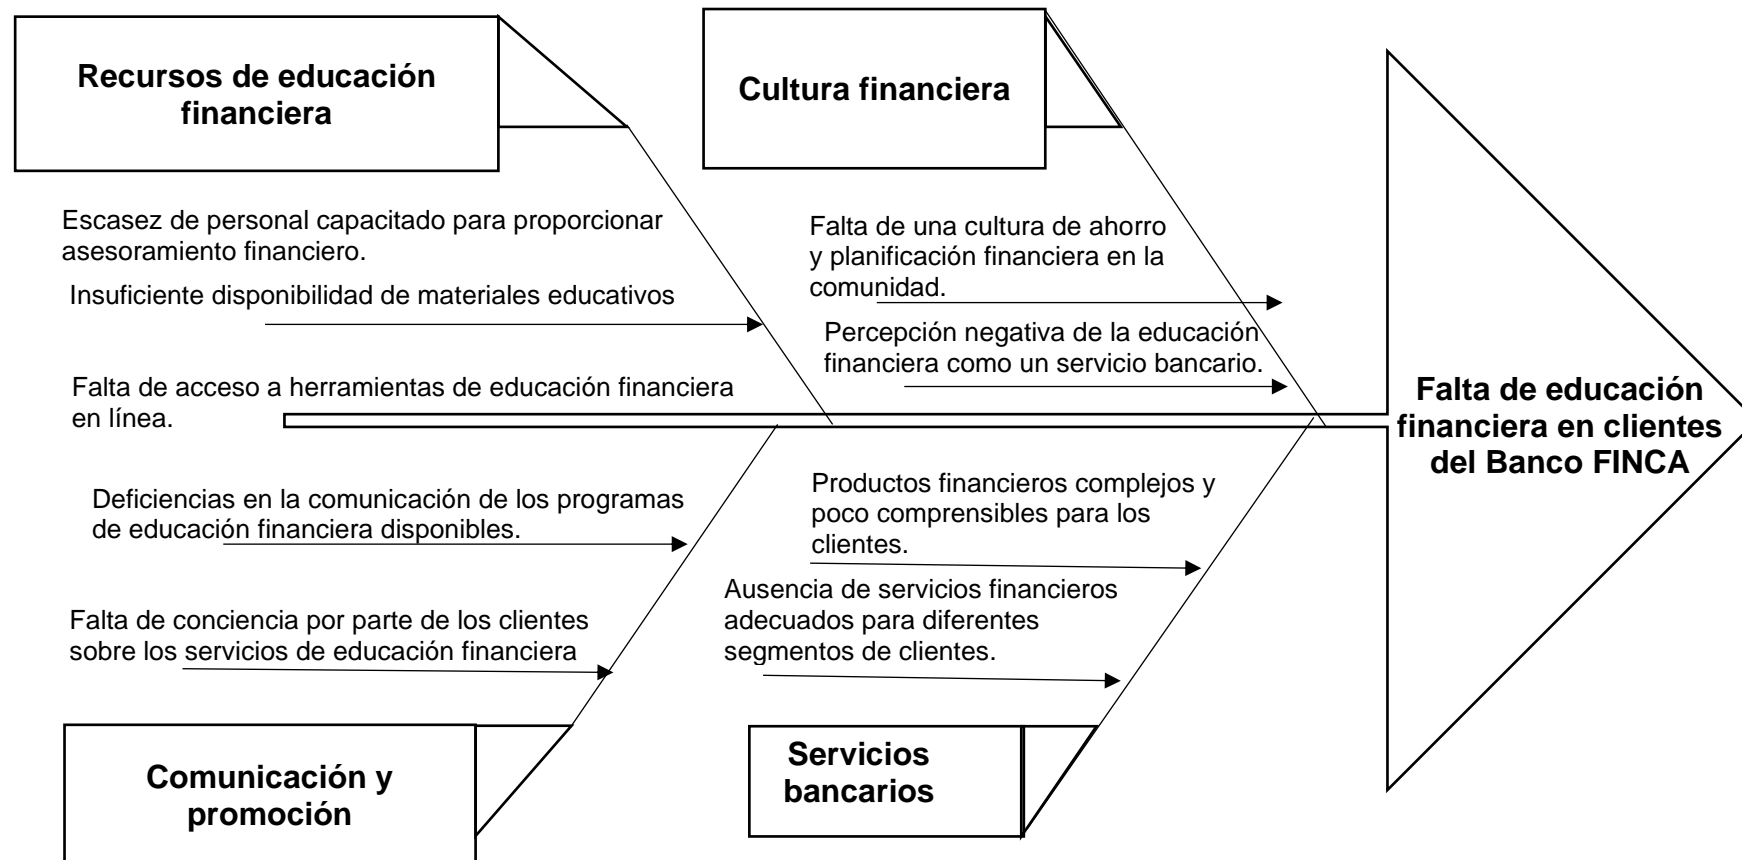 Recursos de educación
financiera
Cultura financiera
Escasez de personal capacitado para proporcionar
asesoramiento financiero.
Insuficiente disponibilidad de materiales educativos
Falta de acceso a herramientas de educación financiera
en línea.
Falta de una cultura de ahorro
y planificación financiera en la
comunidad.
Percepción negativa de la educación
financiera como un servicio bancario.
Falta de educación
financiera en clientes
del Banco FINCA
Deficiencias en la comunicación de los programas
de educación financiera disponibles.
Falta de conciencia por parte de los clientes
sobre los servicios de educación financiera
Productos financieros complejos y
poco comprensibles para los
clientes.
Ausencia de servicios financieros
adecuados para diferentes
segmentos de clientes.
Comunicación y
promoción
Servicios
bancarios